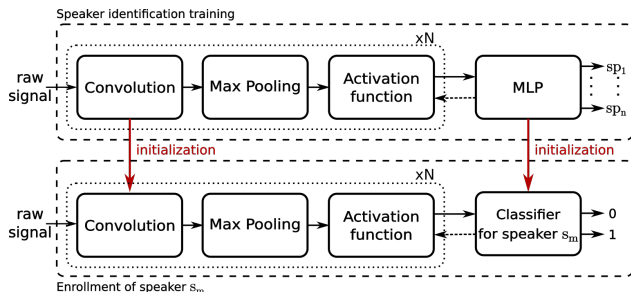 Speaker identification training
xN
raw
signal
Convolution
Max Pooling
Activation
function
MLP
sp₁
spₙ
initialization
initialization
xN
raw
signal
Convolution
Max Pooling
Activation
function
Classifier
for speaker sₘ
0
1
Enrollment of speaker sₘ